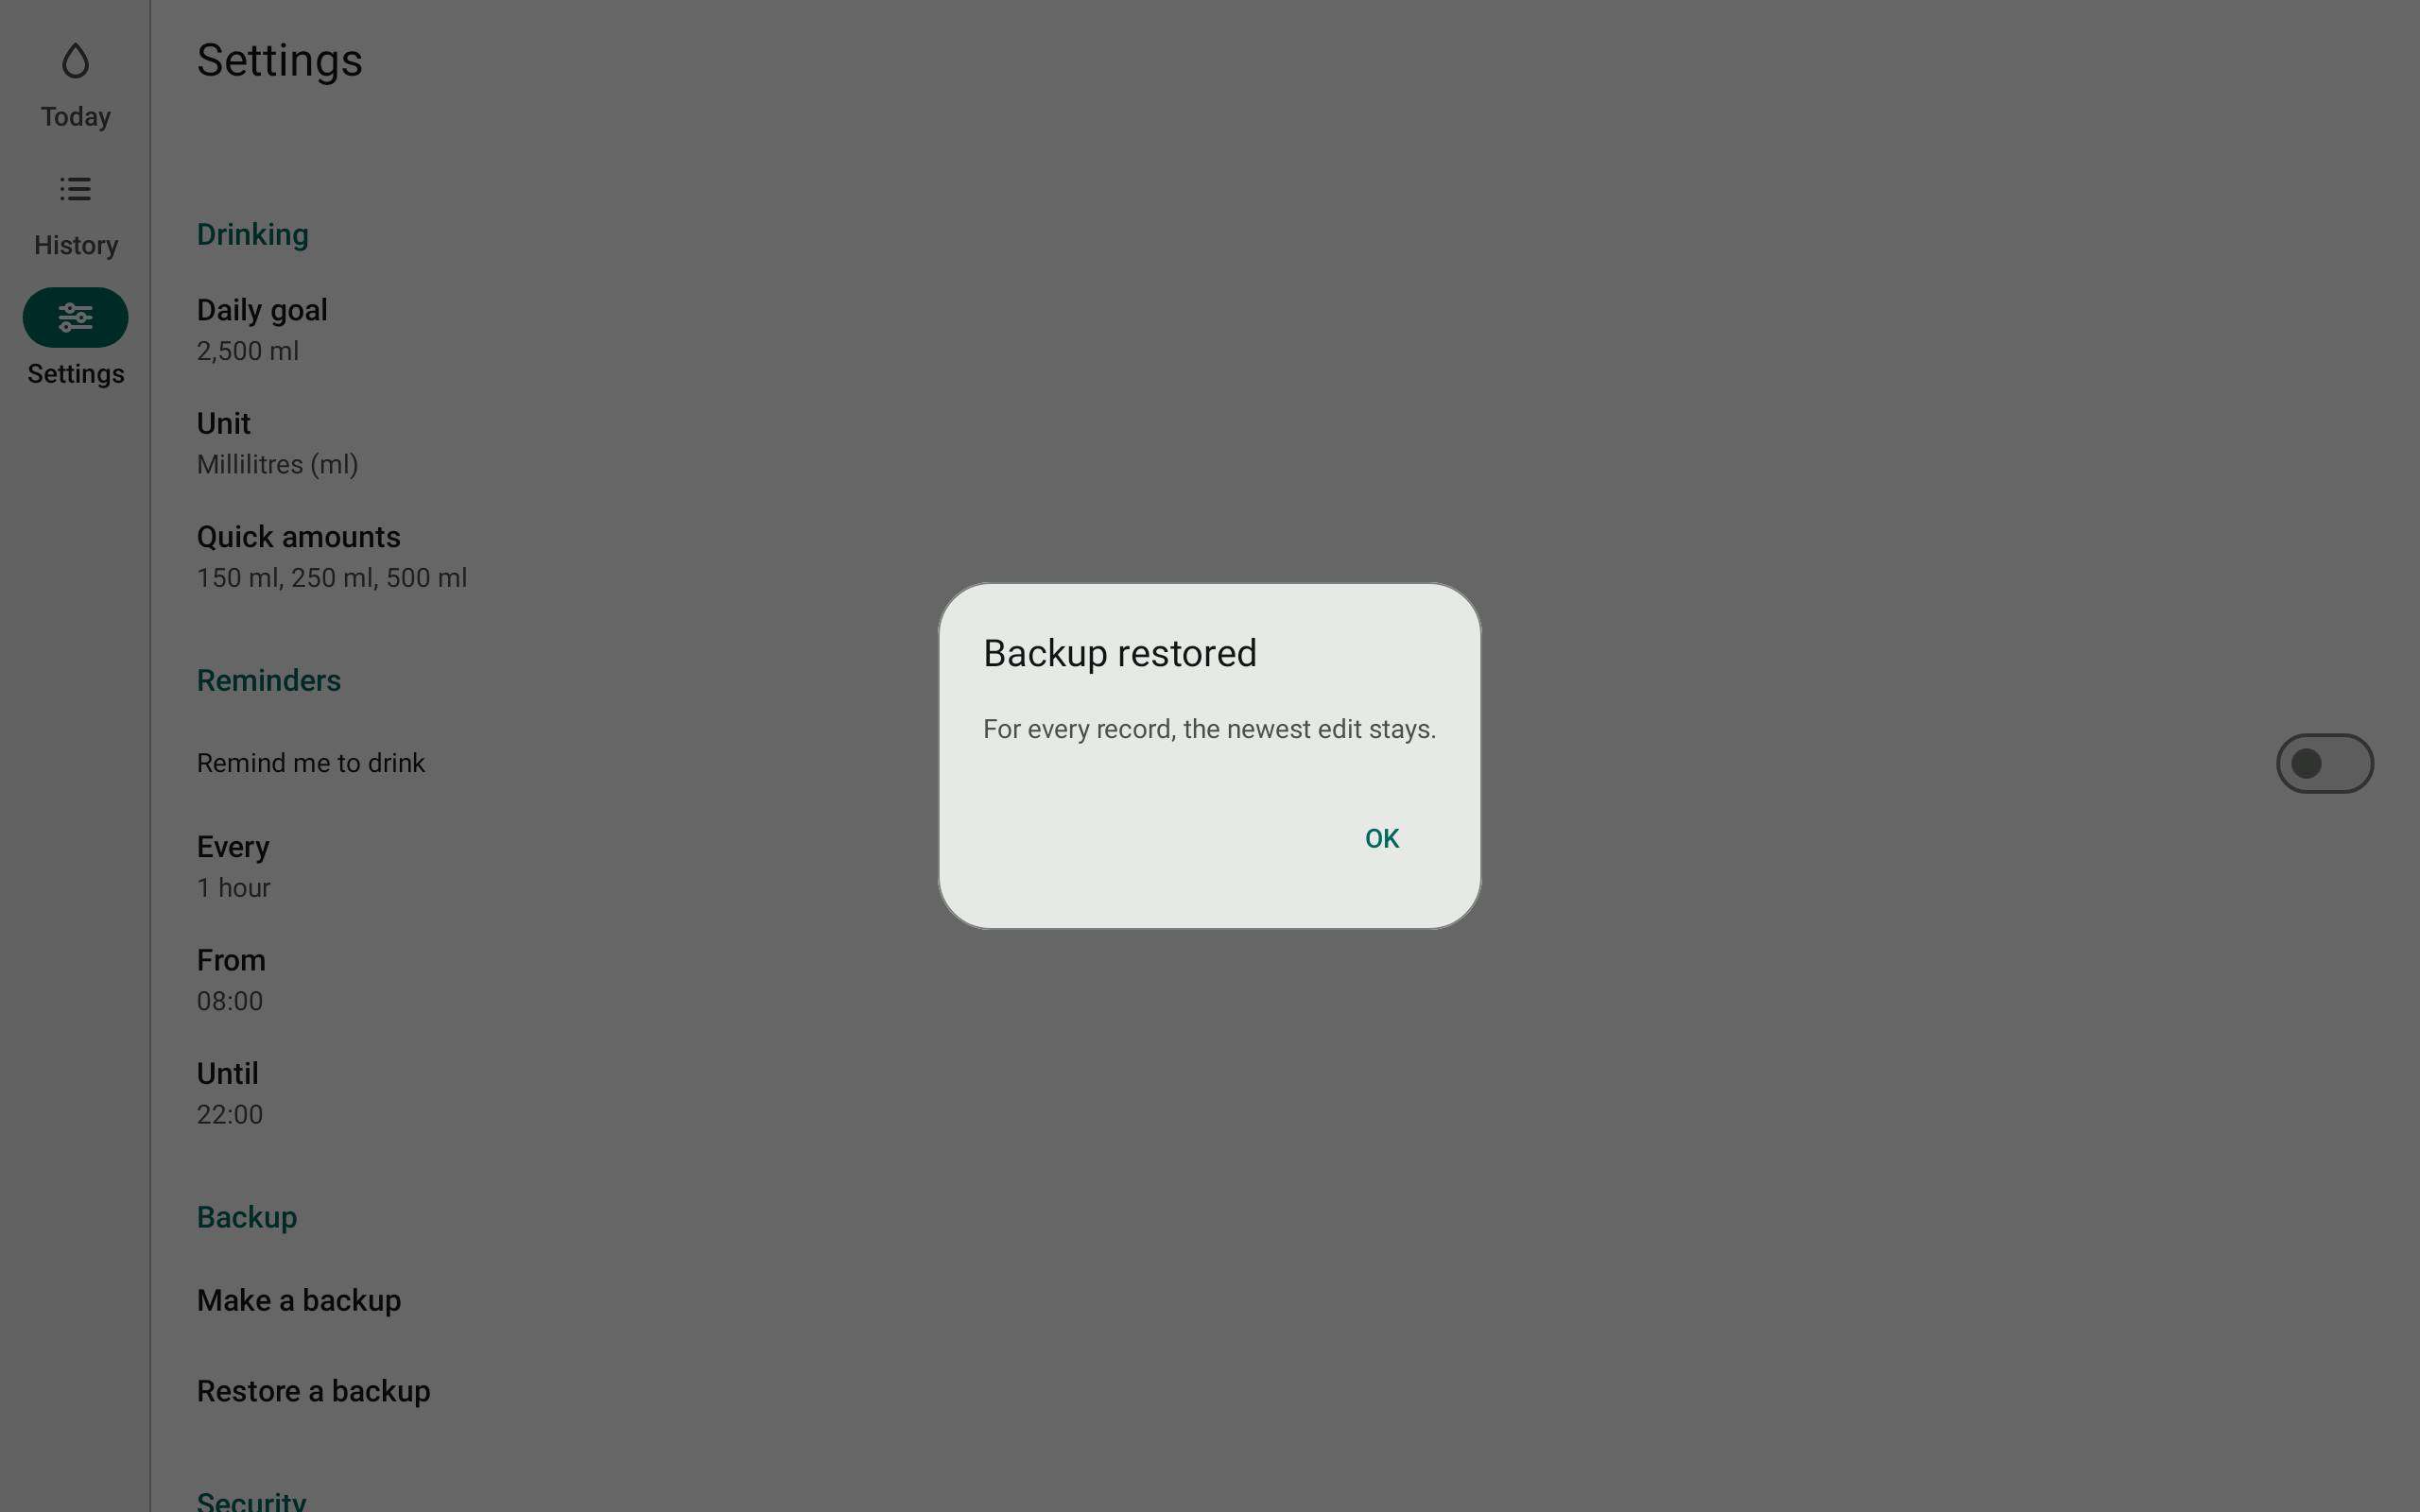 Today
History
Settings
Settings
Drinking
Daily goal
2,500 ml
Unit
Millilitres (ml)
Quick amounts
150 ml, 250 ml, 500 ml
Reminders
Remind me to drink
Every
1 hour
From
08:00
Until
22:00
Backup
Make a backup
Restore a backup
Security
Backup restored
For every record, the newest edit stays.
OK